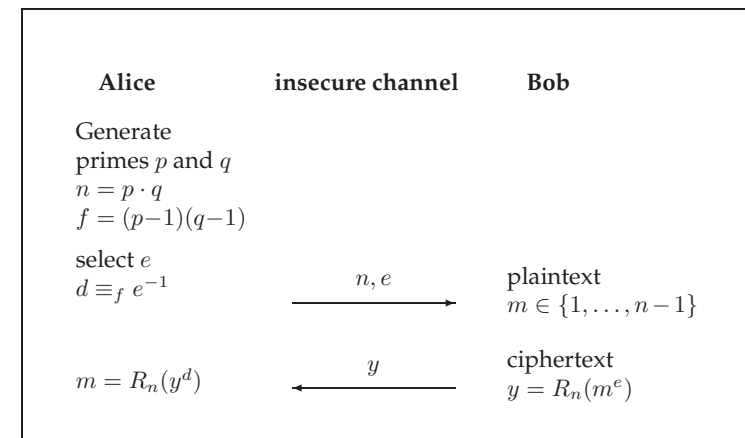 Alice insecure channel Bob
Generate
primes p and q
n = p · q
f = (p−1)(q−1)
select e
d ≡_f e^{−1}
n, e
plaintext
m ∈ {1, . . . , n − 1}
ciphertext
y = R_n(m^e)
y
m = R_n(y^d)